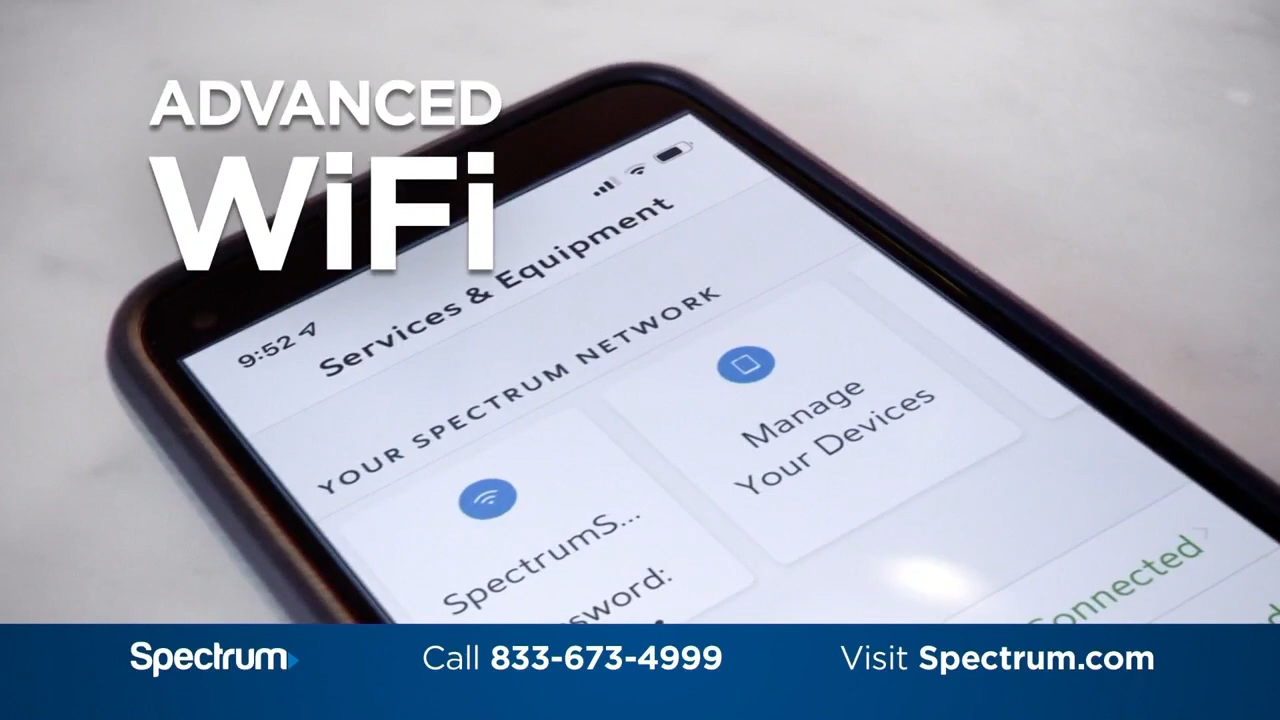 ADVANCED
WiFi
9:52
Services & Equipment
YOUR SPECTRUM NETWORK
Manage
Your Devices
SpectrumS...
sword:
Connected
Spectrum
Call 833-673-4999
Visit Spectrum.com